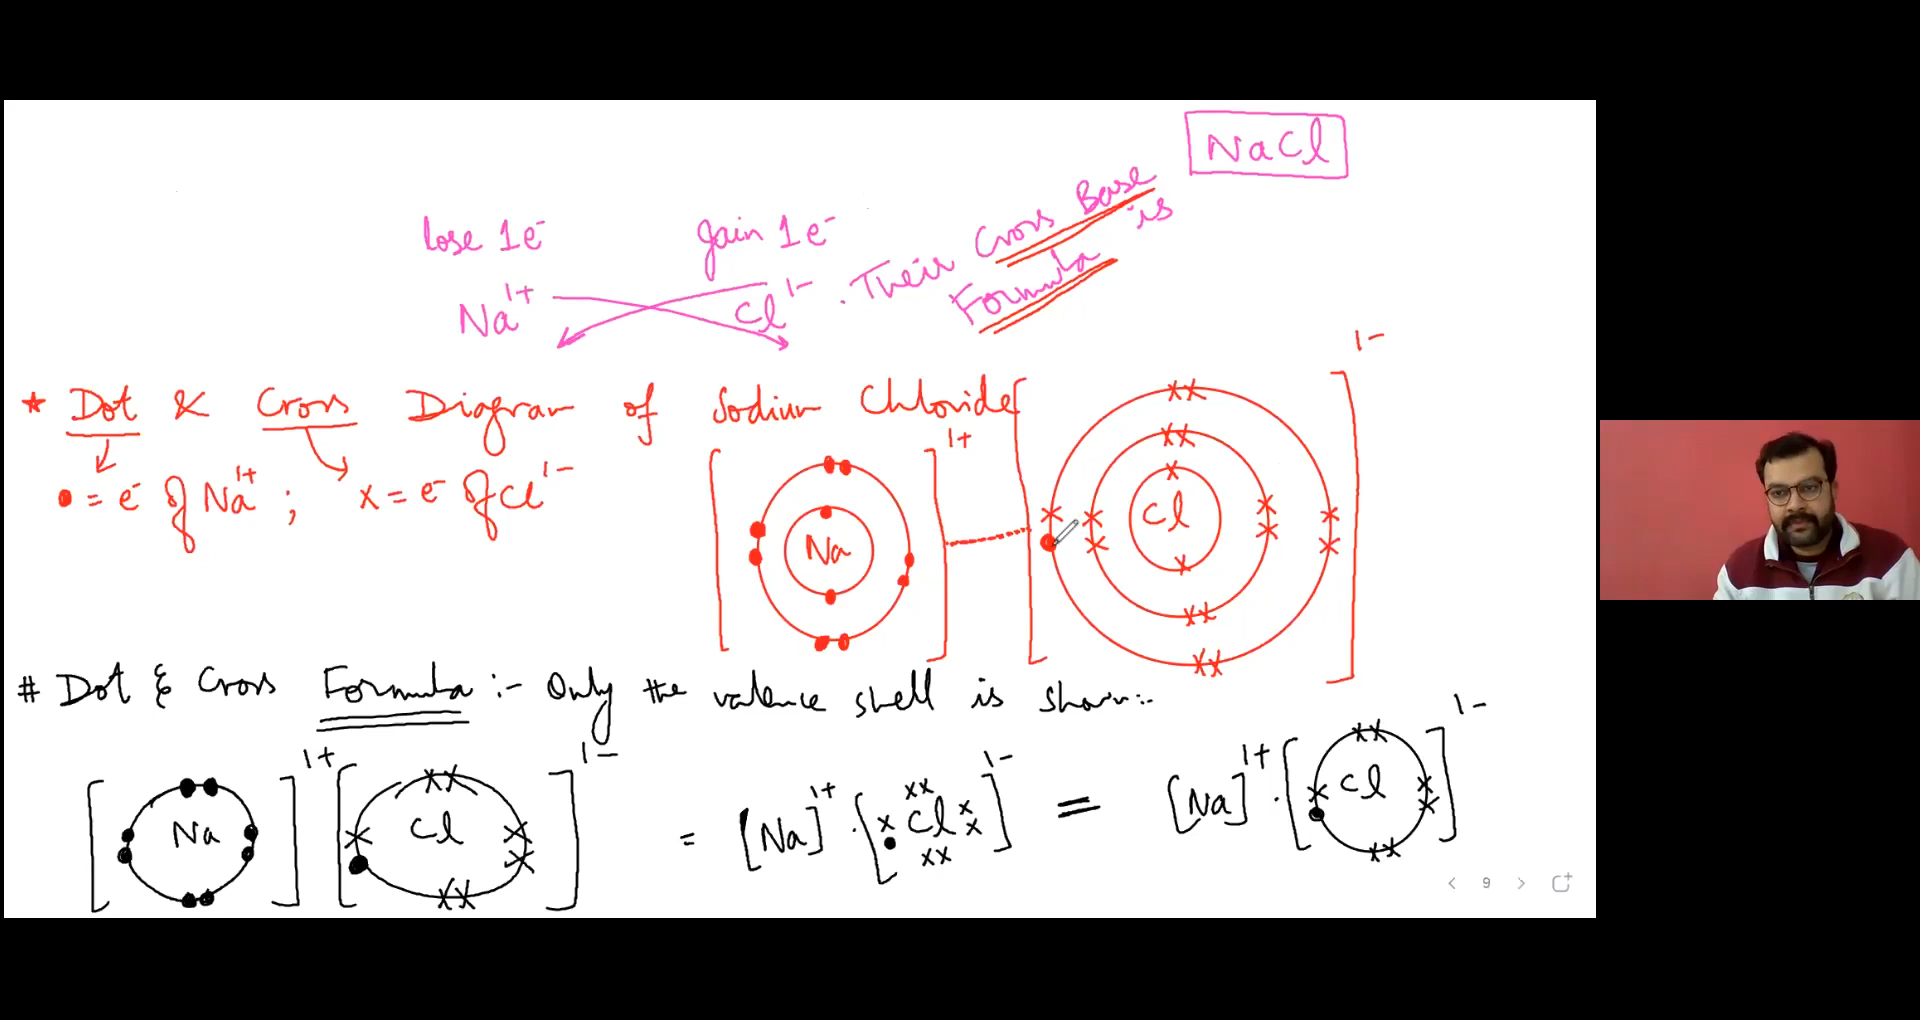 NaCl
lose 1e⁻ gain 1e⁻
Na¹⁺ Cl¹⁻ . Their Cross Base
Formula is
* Dot & Cross Diagram of Sodium Chloride
• = e⁻ of Na¹⁺ ; x = e⁻ of Cl¹⁻
[Na]¹⁺ [Cl]¹⁻
# Dot & Cross Formula :- Only the valence shell is shown:-
[Na]¹⁺ [Cl]¹⁻ = [Na]¹⁺ . [Cl]¹⁻ = [Na]¹⁺ . [Cl]¹⁻
< 9 >